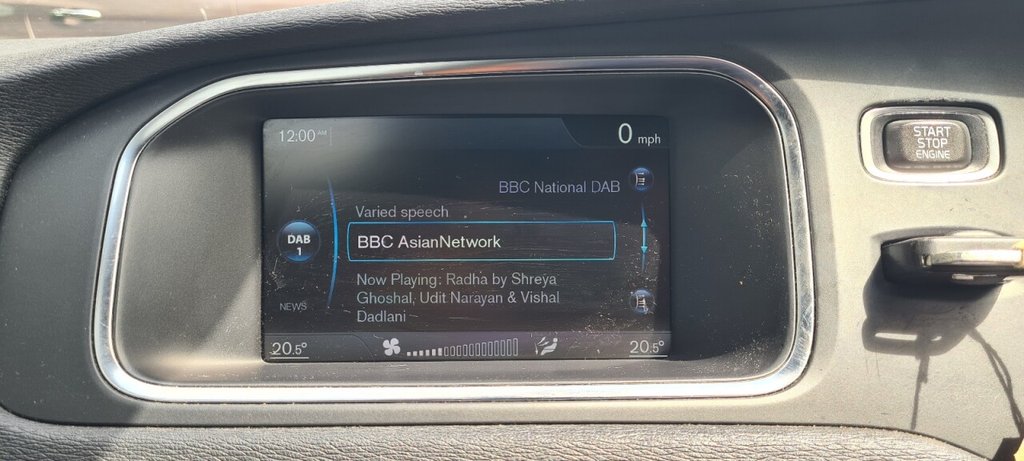 12:00 AM
0 mph
BBC National DAB
Varied speech
DAB
1
BBC AsianNetwork
Now Playing: Radha by Shreya
Ghoshal, Udit Narayan & Vishal
Dadlani
NEWS
20.5°
20.5°
START
STOP
ENGINE